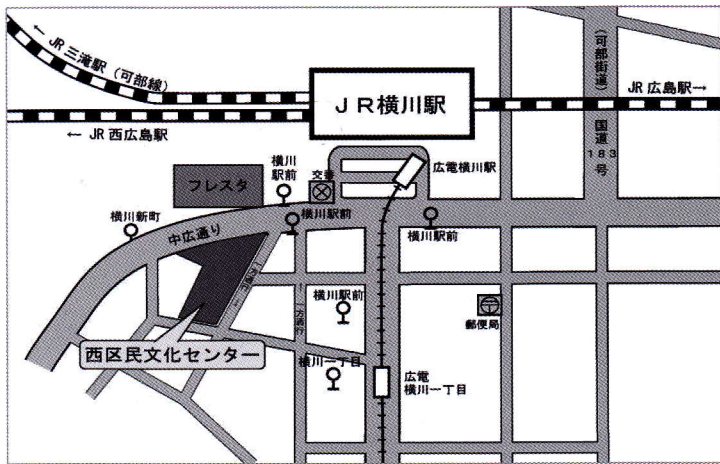 ← JR 三滝駅 (可部線)
JR横川駅
(可部街道)
JR 広島駅→
← JR 西広島駅
国道
183
号
フレスタ
横川
駅前
交番
広電横川駅
横川新町
中広通り
横川駅前
横川駅前
横川駅前
一方通行
郵便局
西区民文化センター
横川一丁目
広電
横川一丁目